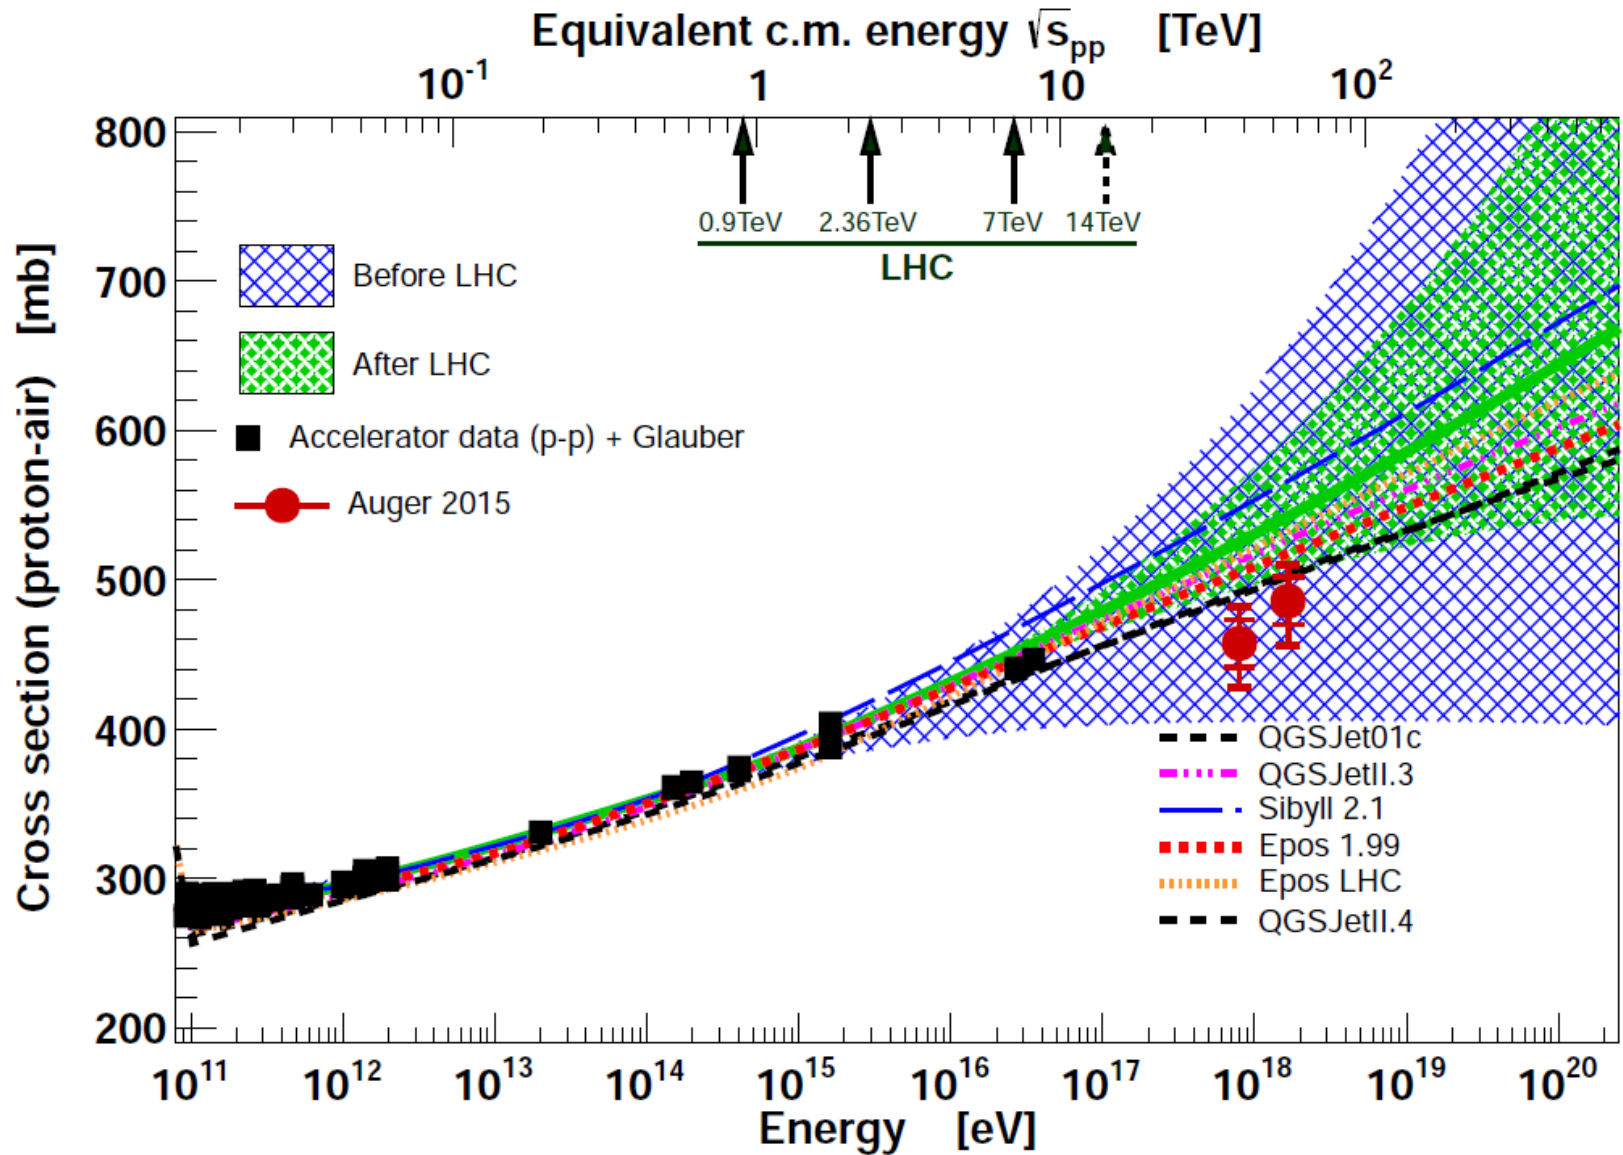 Equivalent c.m. energy √s_pp [TeV]
10^-1 1 10 10^2
Cross section (proton-air) [mb]
800
700
600
500
400
300
200
0.9TeV 2.36TeV 7TeV 14TeV
LHC
Before LHC
After LHC
Accelerator data (p-p) + Glauber
Auger 2015
QGSJet01c
QGSJetII.3
Sibyll 2.1
Epos 1.99
Epos LHC
QGSJetII.4
10^11 10^12 10^13 10^14 10^15 10^16 10^17 10^18 10^19 10^20
Energy [eV]